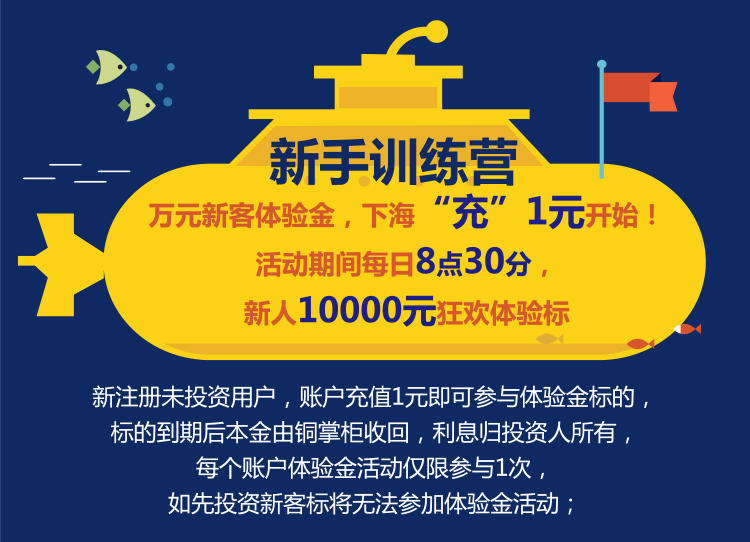 新手训练营
万元新客体验金，下海“充”1元开始！
活动期间每日8点30分，
新人10000元狂欢体验标
新注册未投资用户，账户充值1元即可参与体验金标的，
标的到期后本金由铜掌柜收回，利息归投资人所有，
每个账户体验金活动仅限参与1次，
如先投资新客标将无法参加体验金活动；